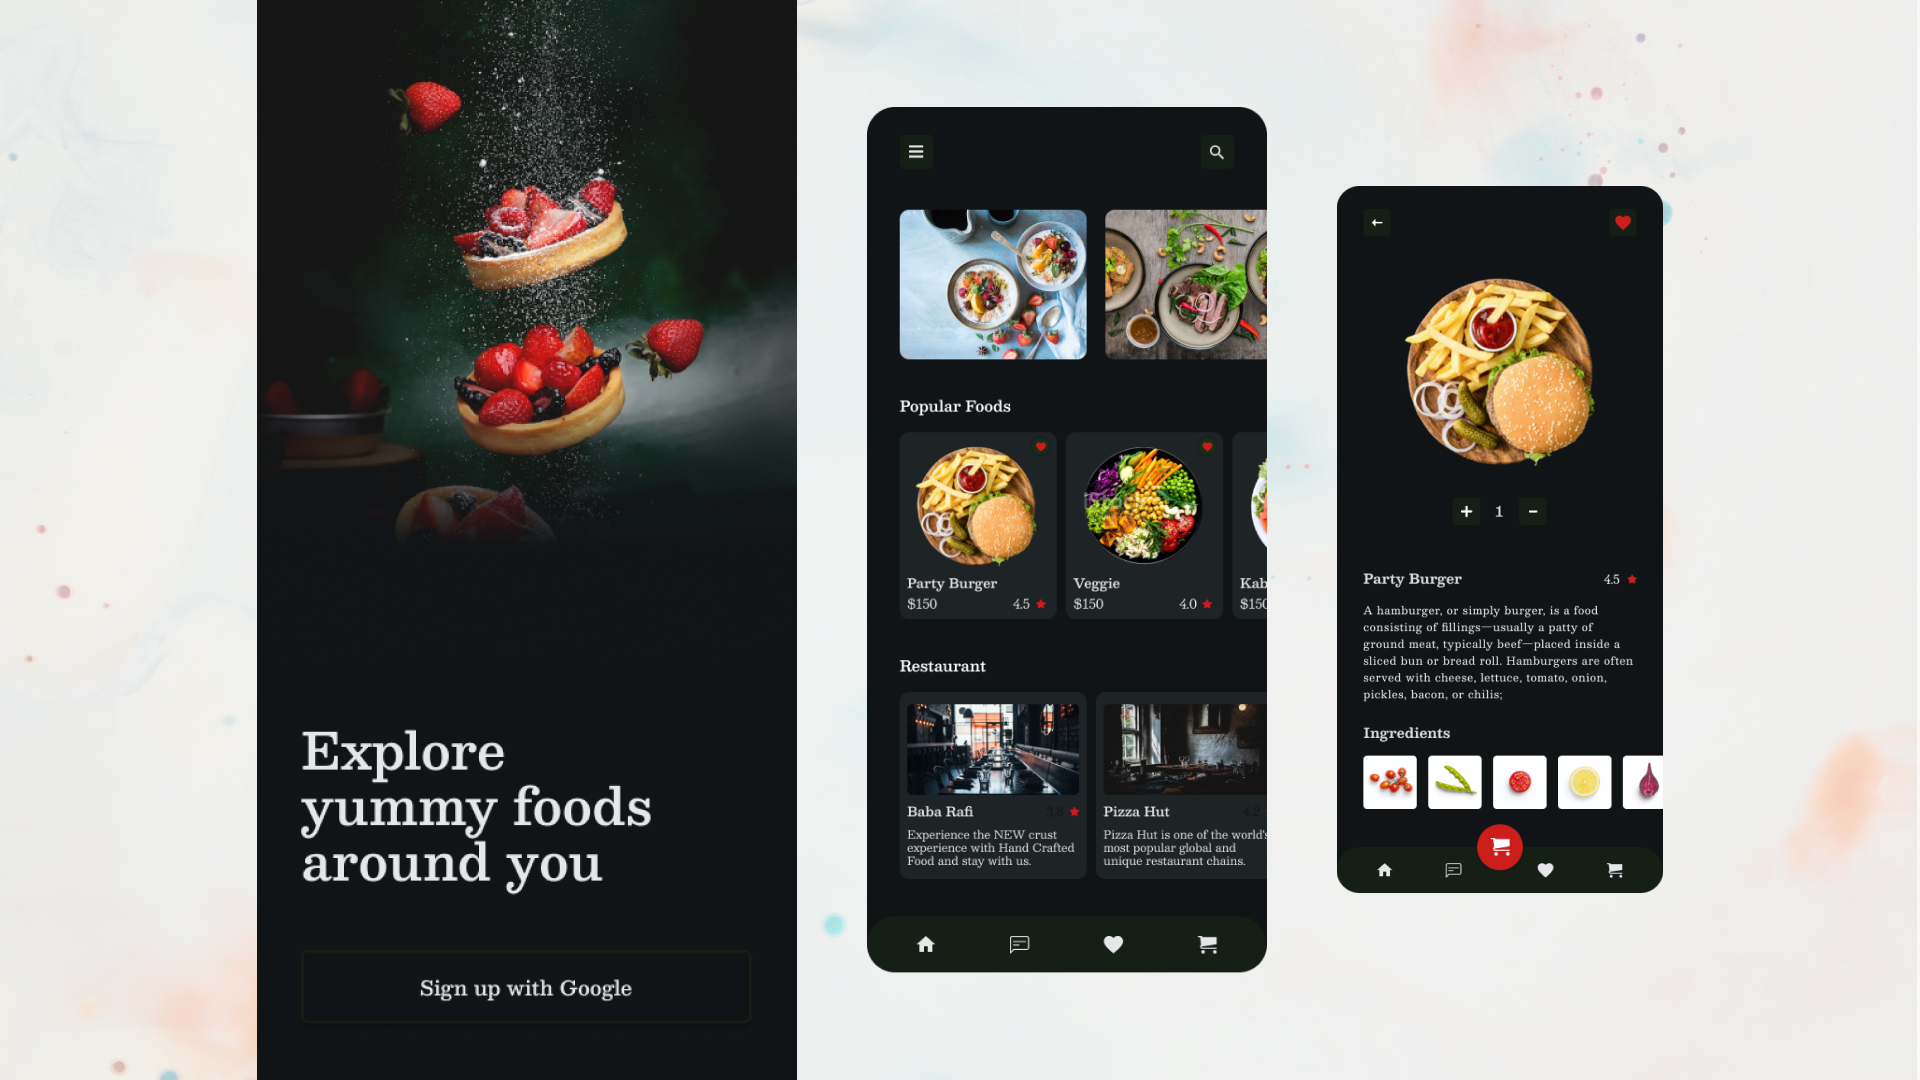 Explore
yummy foods
around you
Sign up with Google
Popular Foods
Party Burger
$150 4.5
Veggie
$150 4.0
Kab
$150
Restaurant
Baba Rafi 3.8
Experience the NEW crust
experience with Hand Crafted
Food and stay with us.
Pizza Hut 4.2
Pizza Hut is one of the world's
most popular global and
unique restaurant chains.
1
Party Burger 4.5
A hamburger, or simply burger, is a food
consisting of fillings—usually a patty of
ground meat, typically beef—placed inside a
sliced bun or bread roll. Hamburgers are often
served with cheese, lettuce, tomato, onion,
pickles, bacon, or chilis;
Ingredients